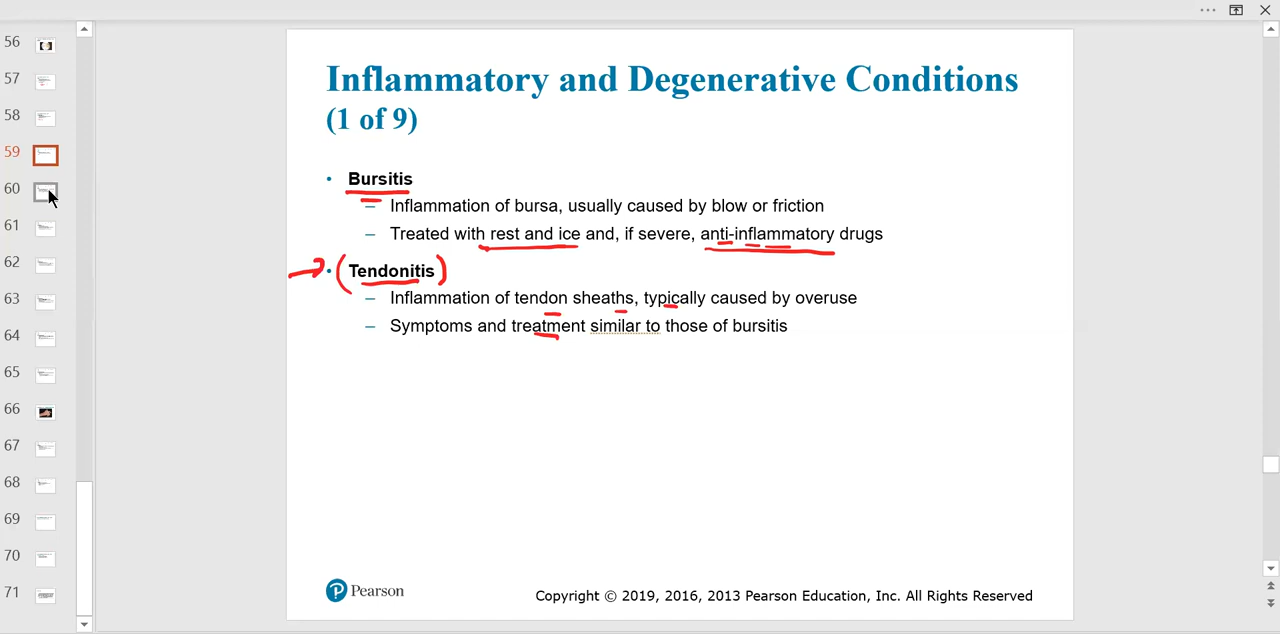 56
57
58
59
60
61
62
63
64
65
66
67
68
69
70
71
Inflammatory and Degenerative Conditions
(1 of 9)
• Bursitis
– Inflammation of bursa, usually caused by blow or friction
– Treated with rest and ice and, if severe, anti-inflammatory drugs
• (Tendonitis)
– Inflammation of tendon sheaths, typically caused by overuse
– Symptoms and treatment similar to those of bursitis
P Pearson
Copyright © 2019, 2016, 2013 Pearson Education, Inc. All Rights Reserved